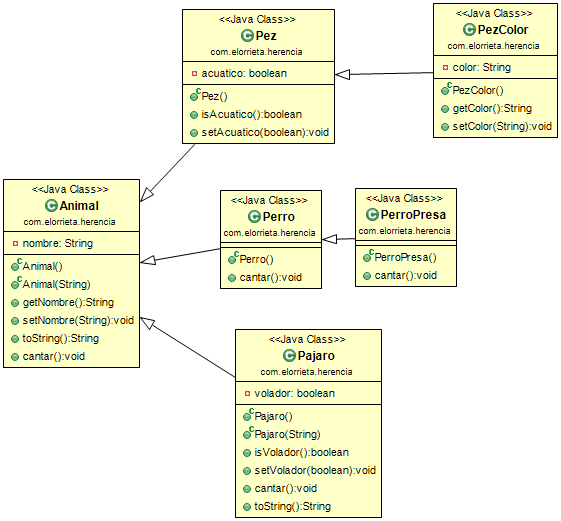 <<Java Class>>
Pez
com.elorrieta.herencia
acuatico: boolean
Pez()
isAcuatico():boolean
setAcuatico(boolean):void
<<Java Class>>
PezColor
com.elorrieta.herencia
color: String
PezColor()
getColor():String
setColor(String):void
<<Java Class>>
Animal
com.elorrieta.herencia
nombre: String
Animal()
Animal(String)
getNombre():String
setNombre(String):void
toString():String
cantar():void
<<Java Class>>
Perro
com.elorrieta.herencia
Perro()
cantar():void
<<Java Class>>
PerroPresa
com.elorrieta.herencia
PerroPresa()
cantar():void
<<Java Class>>
Pajaro
com.elorrieta.herencia
volador: boolean
Pajaro()
Pajaro(String)
isVolador():boolean
setVolador(boolean):void
cantar():void
toString():String